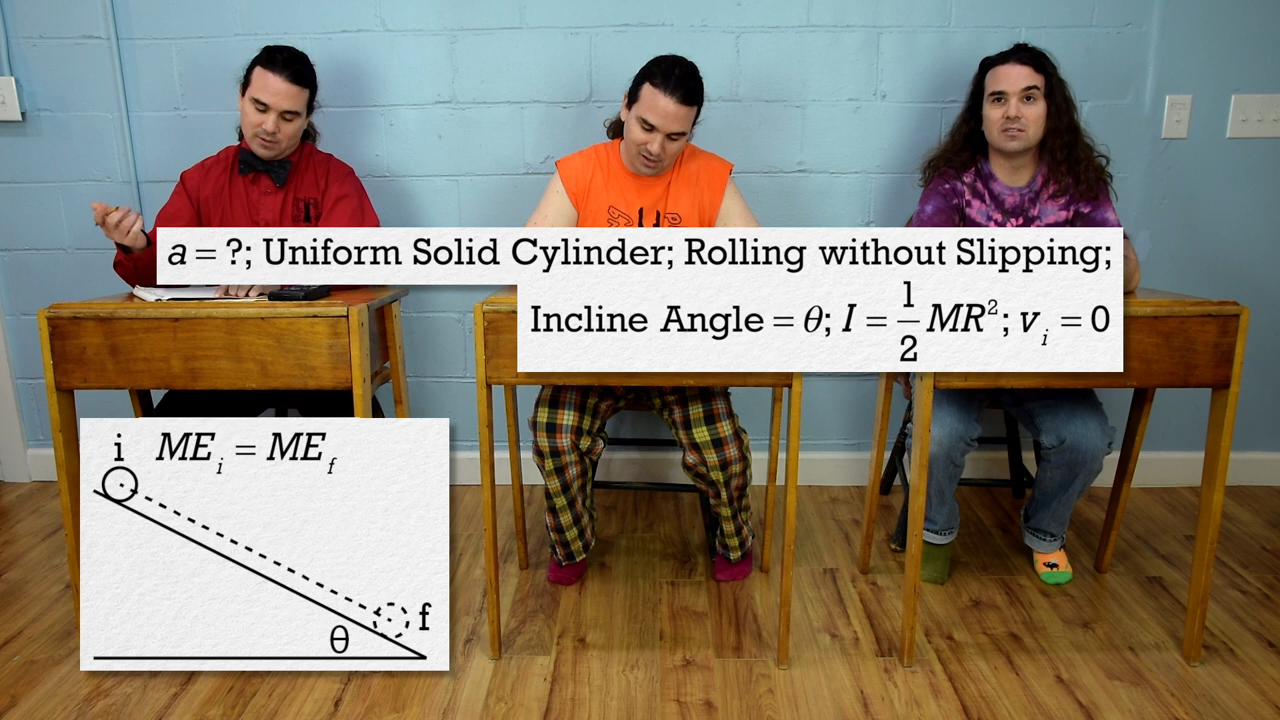 a = ?; Uniform Solid Cylinder; Rolling without Slipping;
Incline Angle = θ; I = 1/2 MR²; vᵢ = 0
i MEᵢ = ME_f
f
θ